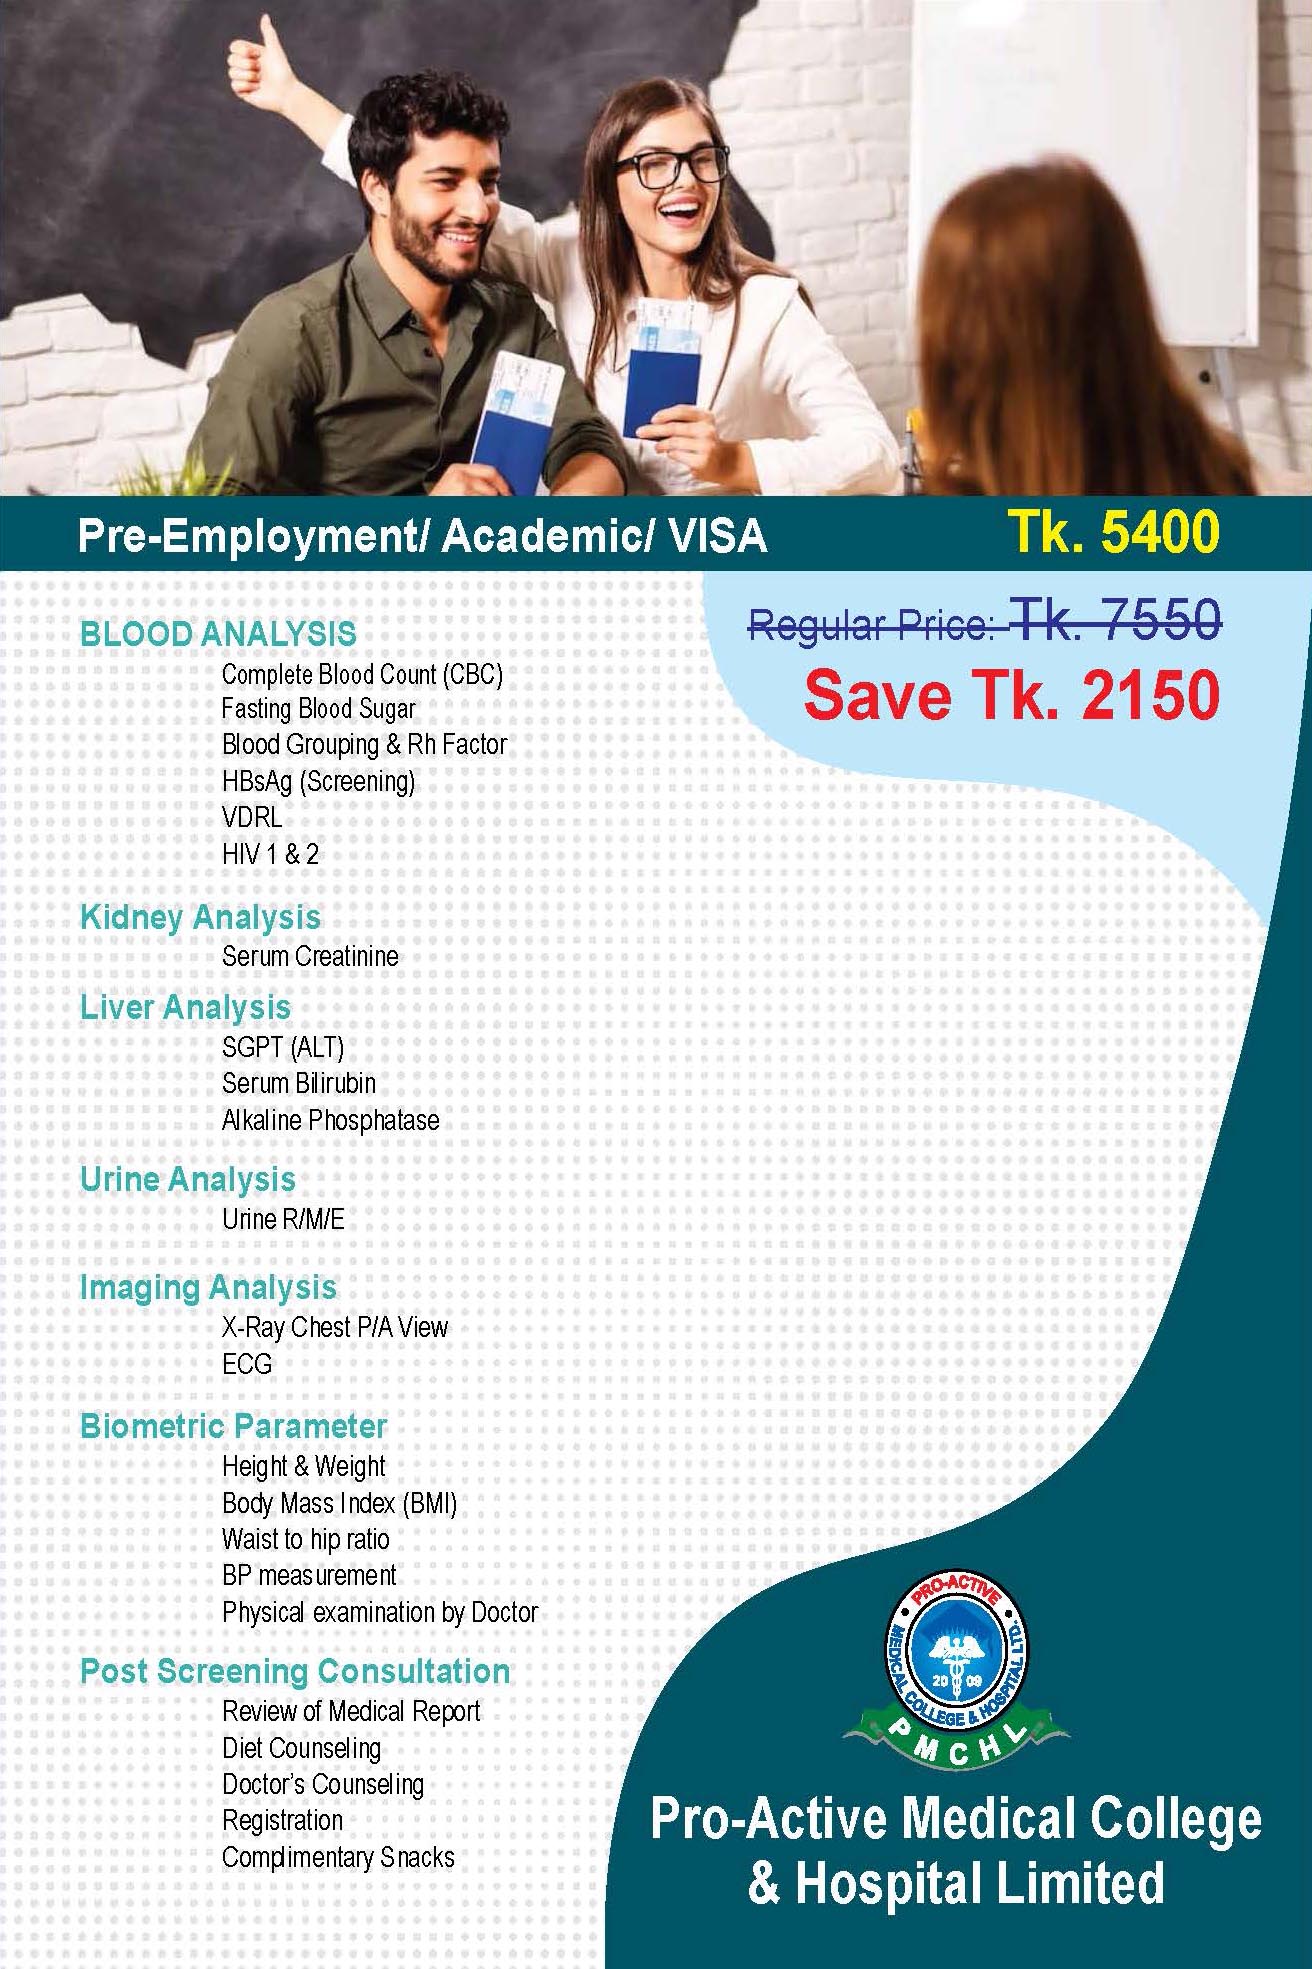 Pre-Employment/ Academic/ VISA
Tk. 5400
Regular Price: Tk. 7550
Save Tk. 2150
BLOOD ANALYSIS
Complete Blood Count (CBC)
Fasting Blood Sugar
Blood Grouping & Rh Factor
HBsAg (Screening)
VDRL
HIV 1 & 2
Kidney Analysis
Serum Creatinine
Liver Analysis
SGPT (ALT)
Serum Bilirubin
Alkaline Phosphatase
Urine Analysis
Urine R/M/E
Imaging Analysis
X-Ray Chest P/A View
ECG
Biometric Parameter
Height & Weight
Body Mass Index (BMI)
Waist to hip ratio
BP measurement
Physical examination by Doctor
Post Screening Consultation
Review of Medical Report
Diet Counseling
Doctor's Counseling
Registration
Complimentary Snacks
PRO-ACTIVE
MEDICAL COLLEGE & HOSPITAL LTD.
20 09
PMCHL
Pro-Active Medical College
& Hospital Limited